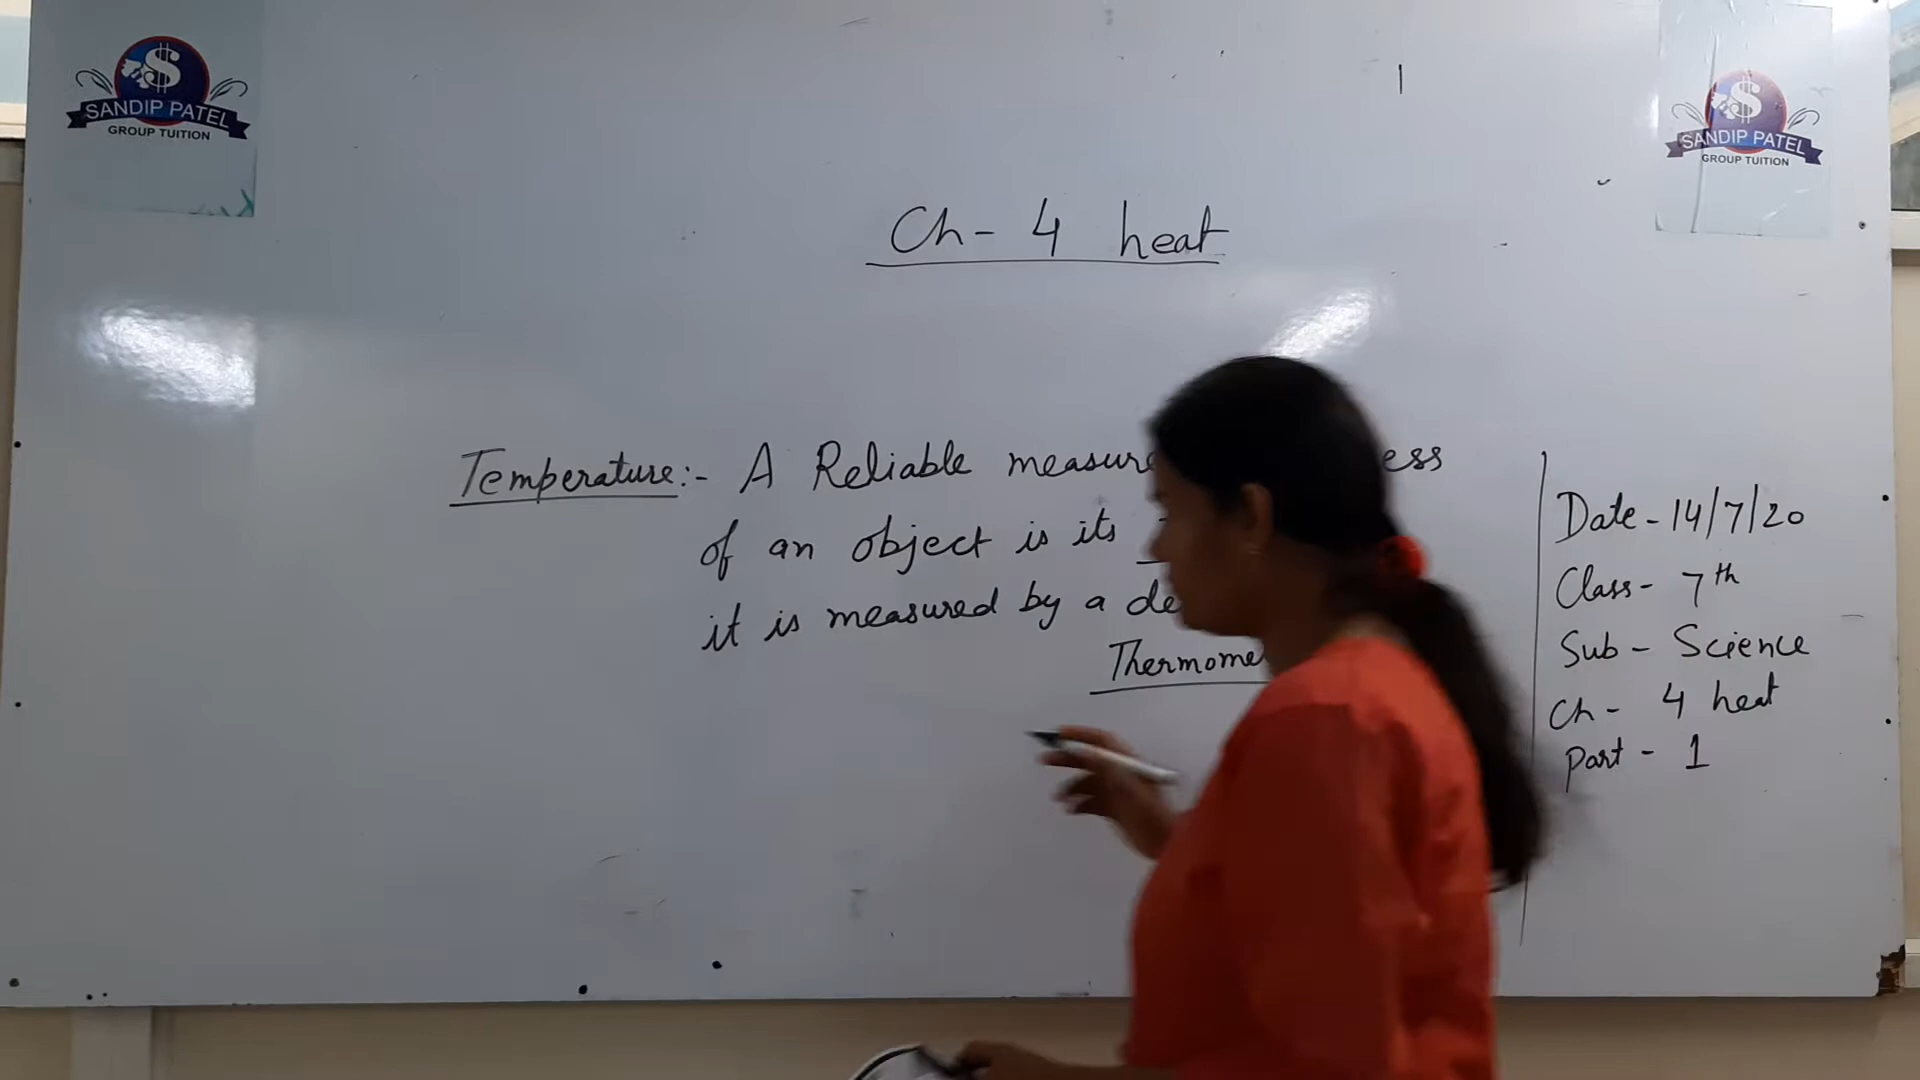 SANDIP PATEL
GROUP TUITION
SANDIP PATEL
GROUP TUITION
Ch- 4 heat
Temperature:- A Reliable measure
of an object is its
it is measured by a
Date - 14/7/20
Class- 7th
Sub - Science
Ch- 4 heat
Part - 1